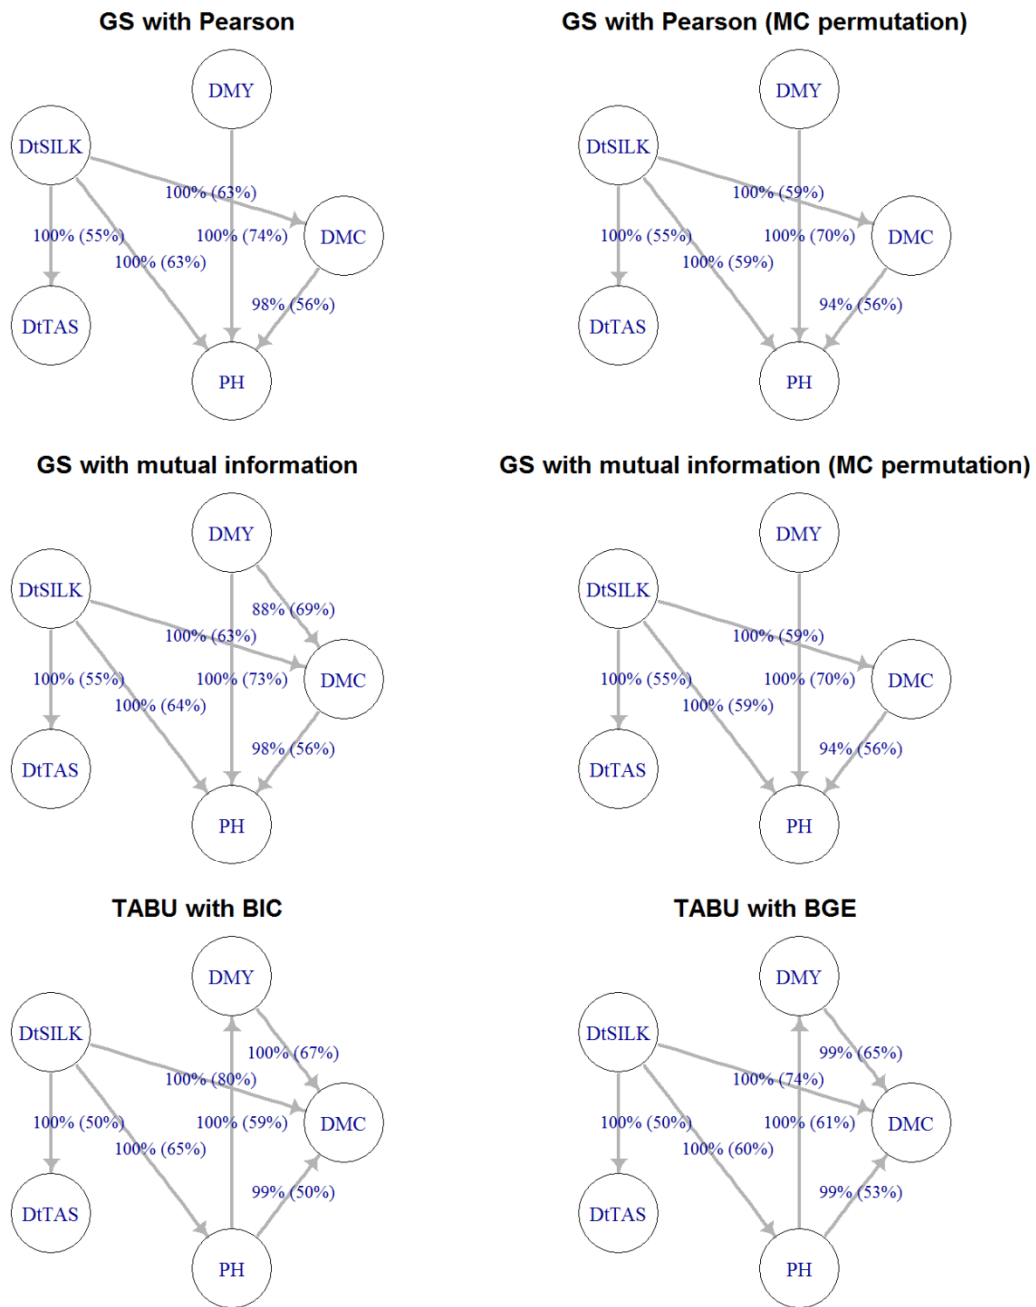 GS with Pearson
DMY
DtSILK
100% (63%)
DMC
100% (55%)
100% (74%)
100% (63%)
98% (56%)
DtTAS
PH
GS with Pearson (MC permutation)
DMY
DtSILK
100% (59%)
DMC
100% (55%)
100% (70%)
100% (59%)
94% (56%)
DtTAS
PH
GS with mutual information
DMY
DtSILK
88% (69%)
100% (63%)
DMC
100% (55%)
100% (73%)
100% (64%)
98% (56%)
DtTAS
PH
GS with mutual information (MC permutation)
DMY
DtSILK
100% (59%)
DMC
100% (55%)
100% (70%)
100% (59%)
94% (56%)
DtTAS
PH
TABU with BIC
DMY
DtSILK
100% (67%)
100% (80%)
DMC
100% (50%)
100% (59%)
100% (65%)
99% (50%)
DtTAS
PH
TABU with BGE
DMY
DtSILK
99% (65%)
100% (74%)
DMC
100% (50%)
100% (61%)
100% (60%)
99% (53%)
DtTAS
PH